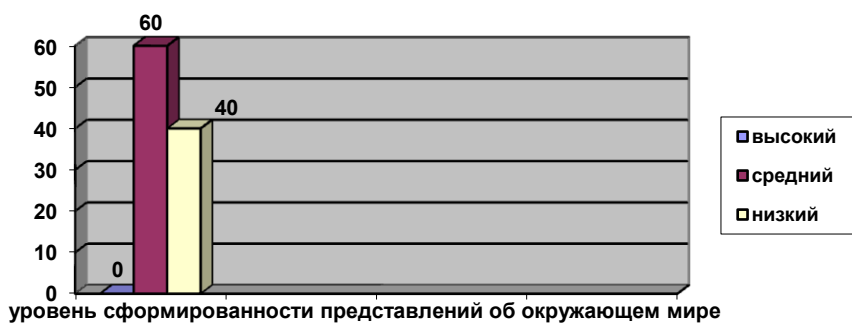 60
60
50
40
40
30
20
10
0
0
высокий
средний
низкий
уровень сформированности представлений об окружающем мире